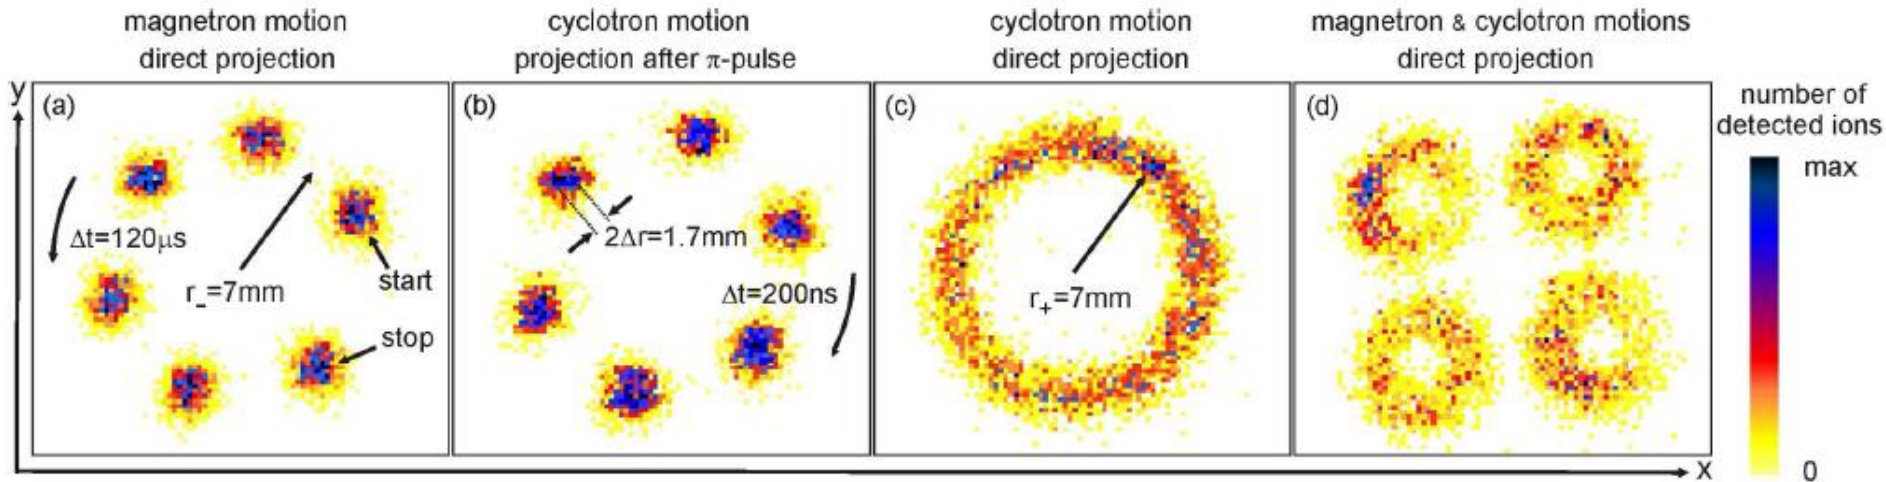 magnetron motion
direct projection
cyclotron motion
projection after π-pulse
cyclotron motion
direct projection
magnetron & cyclotron motions
direct projection
y
(a)
Δt=120μs
r_=7mm
start
stop
(b)
2Δr=1.7mm
Δt=200ns
(c)
r+=7mm
(d)
number of
detected ions
max
0
x